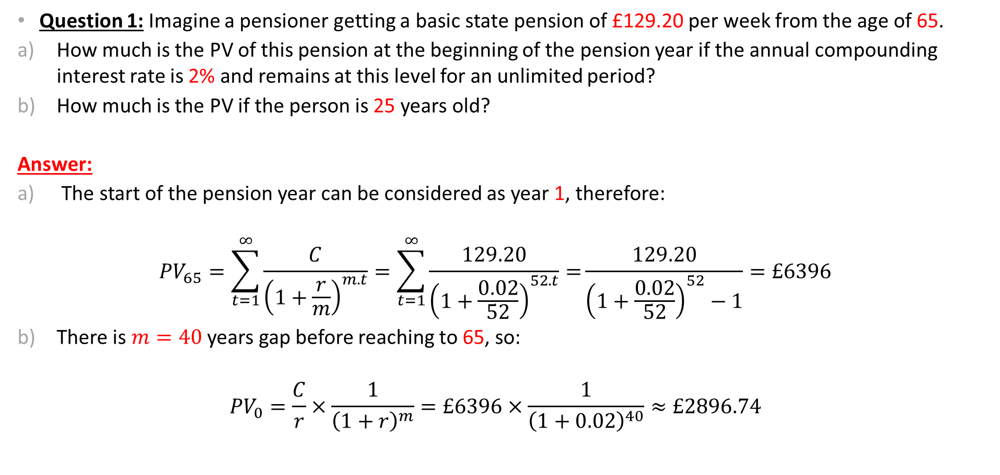 • Question 1: Imagine a pensioner getting a basic state pension of £129.20 per week from the age of 65.
a) How much is the PV of this pension at the beginning of the pension year if the annual compounding
interest rate is 2% and remains at this level for an unlimited period?
b) How much is the PV if the person is 25 years old?
Answer:
a) The start of the pension year can be considered as year 1, therefore:
$PV_{65} = \sum_{t=1}^{\infty} \frac{C}{\left(1+\frac{r}{m}\right)^{m.t}} = \sum_{t=1}^{\infty} \frac{129.20}{\left(1+\frac{0.02}{52}\right)^{52.t}} = \frac{129.20}{\left(1+\frac{0.02}{52}\right)^{52} - 1} = £6396$
b) There is m = 40 years gap before reaching to 65, so:
$PV_0 = \frac{C}{r} \times \frac{1}{(1+r)^m} = £6396 \times \frac{1}{(1+0.02)^{40}} \approx £2896.74$